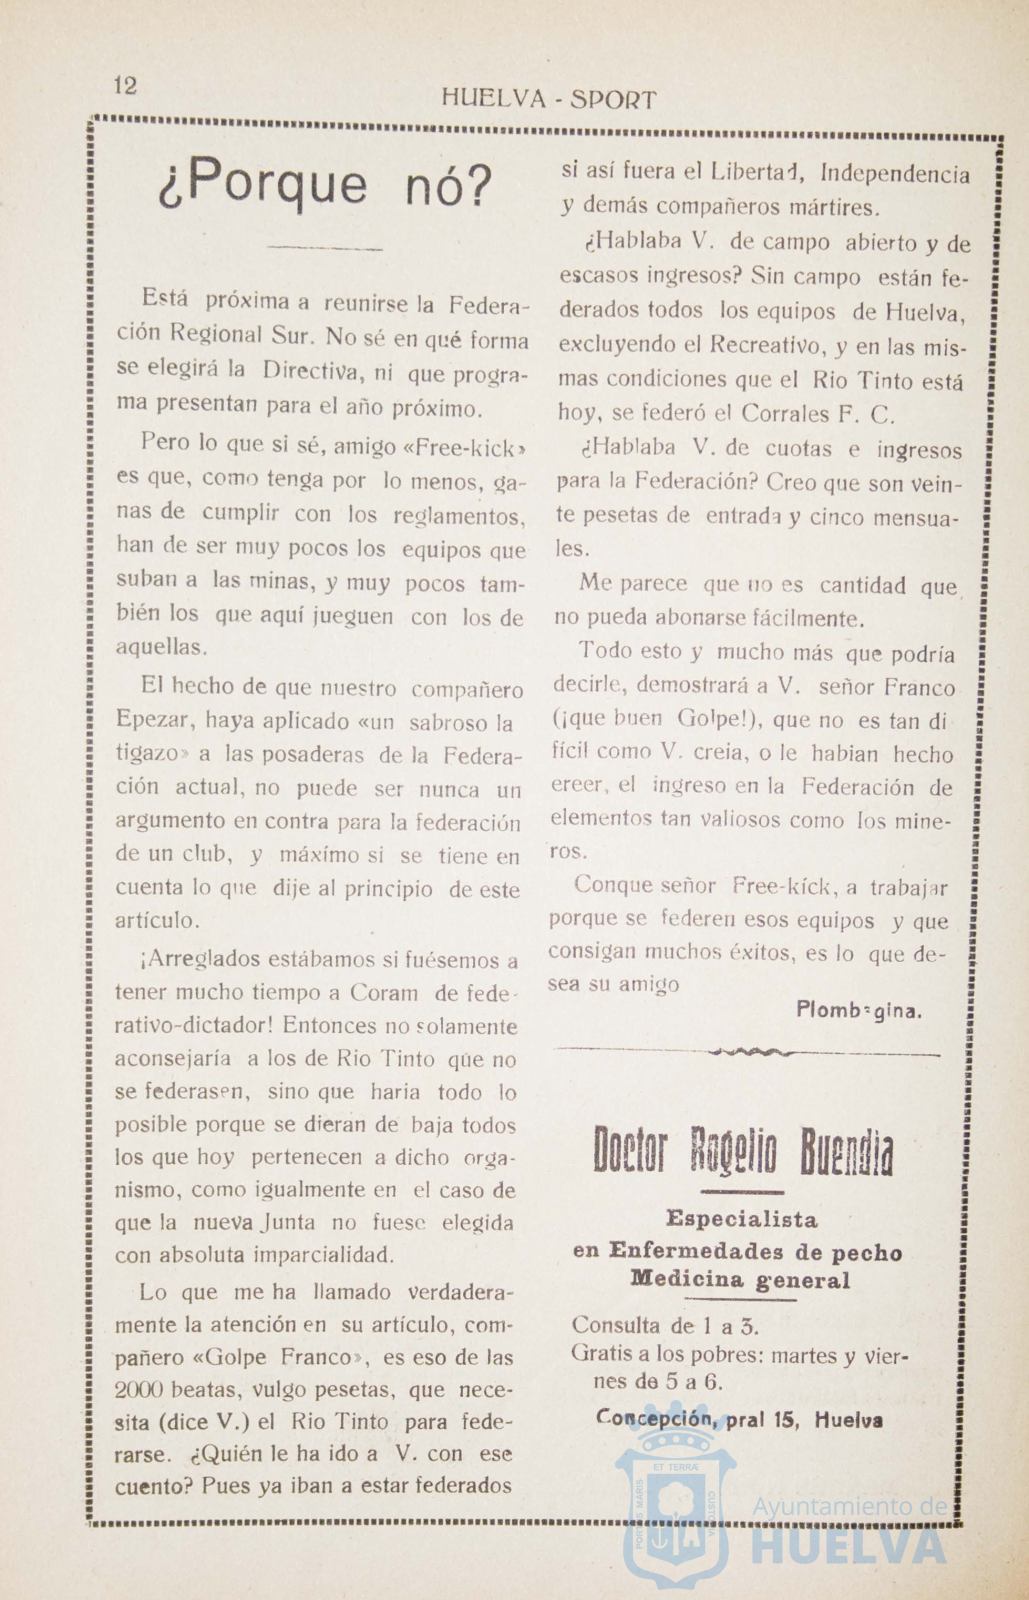 12
HUELVA - SPORT
¿Porque nó?
Está próxima a reunirse la Federa-
ción Regional Sur. No sé en qué forma
se elegirá la Directiva, ni que progra-
ma presentan para el año próximo.
Pero lo que si sé, amigo «Free-kick»
es que, como tenga por lo menos, ga-
nas de cumplir con los reglamentos,
han de ser muy pocos los equipos que
suban a las minas, y muy pocos tam-
bién los que aquí jueguen con los de
aquellas.
El hecho de que nuestro compañero
Epezar, haya aplicado «un sabroso la
tigazo» a las posaderas de la Federa-
ción actual, no puede ser nunca un
argumento en contra para la federación
de un club, y máxímo si se tiene en
cuenta lo que dije al principio de este
artículo.
¡Arreglados estábamos si fuésemos a
tener mucho tiempo a Coram de fede-
rativo-dictador! Entonces no solamente
aconsejaría a los de Rio Tinto que no
se federasen, sino que haria todo lo
posible porque se dieran de baja todos
los que hoy pertenecen a dicho orga-
nismo, como igualmente en el caso de
que la nueva Junta no fuese elegida
con absoluta imparcialidad.
Lo que me ha llamado verdadera-
mente la atención en su artículo, com-
pañero «Golpe Franco», es eso de las
2000 beatas, vulgo pesetas, que nece-
sita (dice V.) el Rio Tinto para fede-
rarse. ¿Quién le ha ido a V. con ese
cuento? Pues ya iban a estar federados
si así fuera el Libertad, Independencia
y demás compañeros mártires.
¿Hablaba V. de campo abierto y de
escasos ingresos? Sin campo están fe-
derados todos los equipos de Huelva,
excluyendo el Recreativo, y en las mis-
mas condiciones que el Rio Tinto está
hoy, se federó el Corrales F. C.
¿Hablaba V. de cuotas e ingresos
para la Federación? Creo que son vein-
te pesetas de entrada y cinco mensua-
les.
Me parece que no es cantidad que
no pueda abonarse fácilmente.
Todo esto y mucho más que podría
decirle, demostrará a V. señor Franco
(¡que buen Golpe!), que no es tan di
fícil como V. creia, o le habian hecho
ereer, el ingreso en la Federación de
elementos tan valiosos como los mine-
ros.
Conque señor Free-kíck, a trabajar
porque se federen esos equipos y que
consigan muchos éxitos, es lo que de-
sea su amigo
Plombagina.
Doctor Rogelio Buendia
Especialista
en Enfermedades de pecho
Medicina general
Consulta de 1 a 3.
Gratis a los pobres: martes y vier-
nes de 5 a 6.
Concepción, pral 15, Huelva
ET TERRÆ
PORTUS MARIS
CUSTODIA
Ayuntamiento de
HUELVA